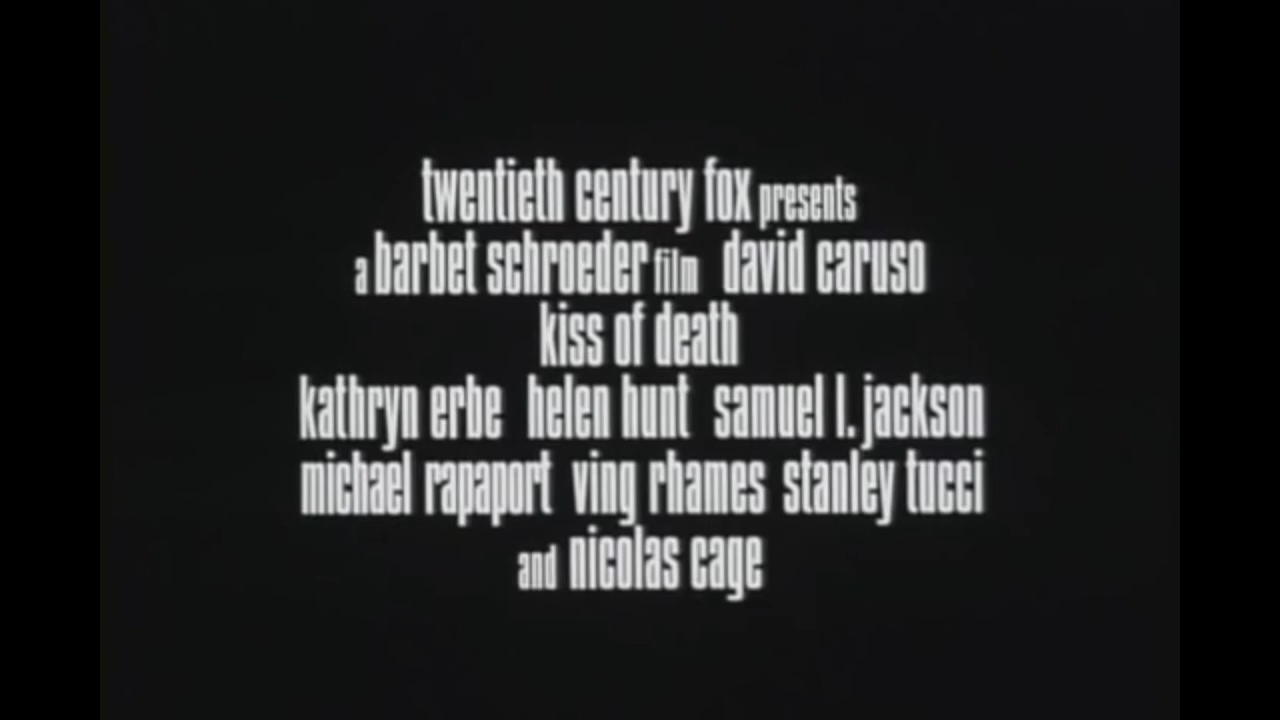 twentieth century fox presents
a barbet schroeder film david caruso
kiss of death
kathryn erbe helen hunt samuel l. jackson
michael rapaport ving rhames stanley tucci
and nicolas cage